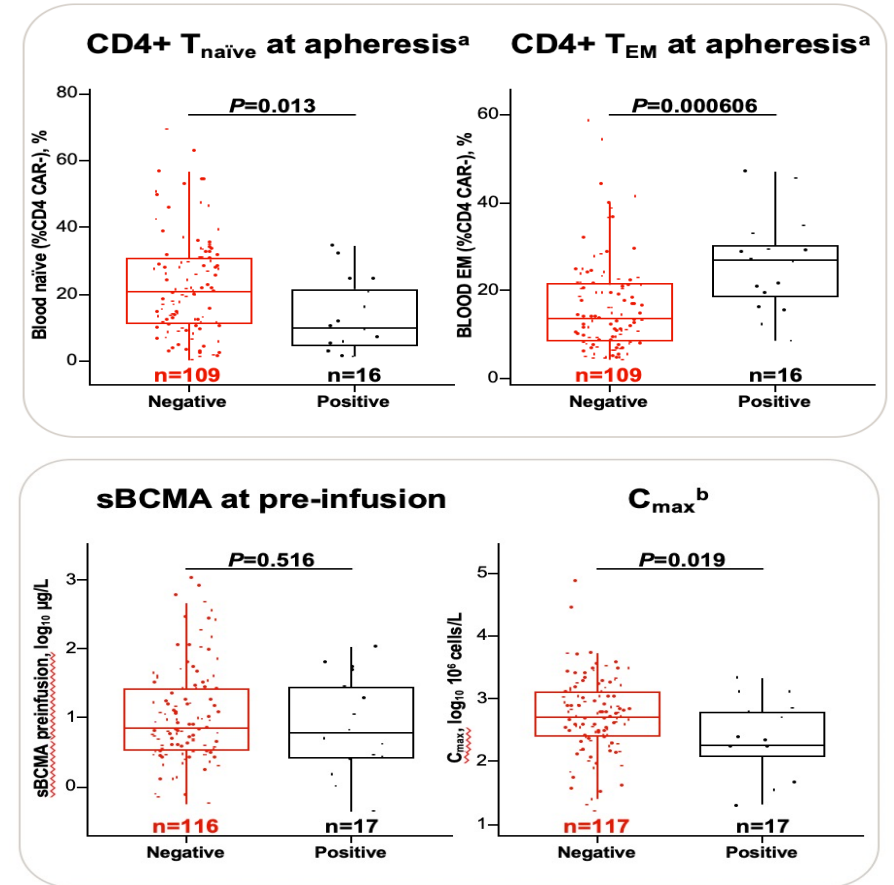 CD4+ Tnaïve at apheresisᵃ
80
60
40
20
0
Blood naïve (%CD4 CAR-), %
P=0.013
n=109
n=16
Negative
Positive
CD4+ TEM at apheresisᵃ
60
40
20
0
BLOOD EM (%CD4 CAR-), %
P=0.000606
n=109
n=16
Negative
Positive
sBCMA at pre-infusion
3
2
1
0
sBCMA preinfusion, log₁₀ µg/L
P=0.516
n=116
n=17
Negative
Positive
Cmaxᵇ
5
4
3
2
1
Cmax, log₁₀ 10⁶ cells/L
P=0.019
n=117
n=17
Negative
Positive